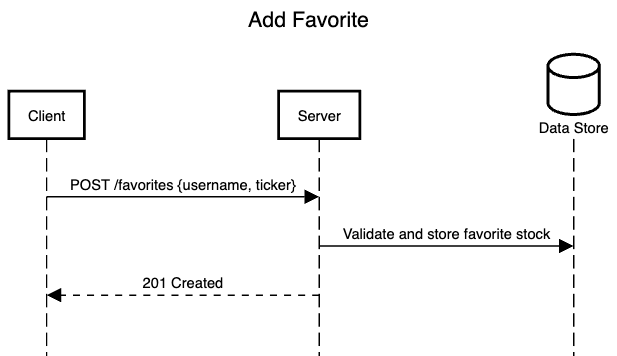 Add Favorite
Client
Server
Data Store
POST /favorites {username, ticker}
Validate and store favorite stock
201 Created